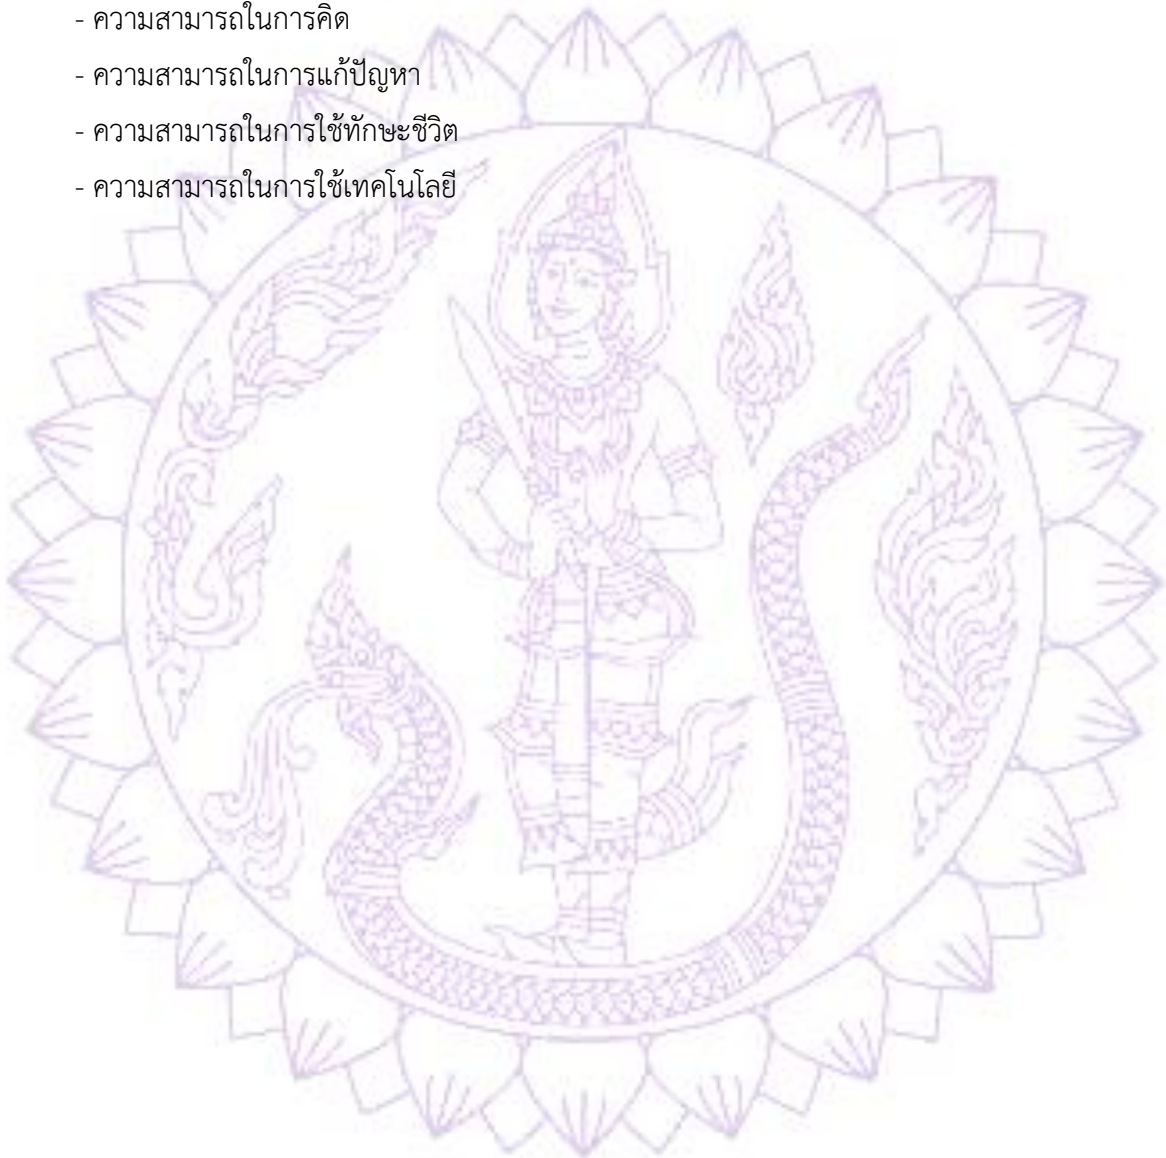 - ความสามารถในการคิด
- ความสามารถในการแก้ปัญหา
- ความสามารถในการใช้ทักษะชีวิต
- ความสามารถในการใช้เทคโนโลยี